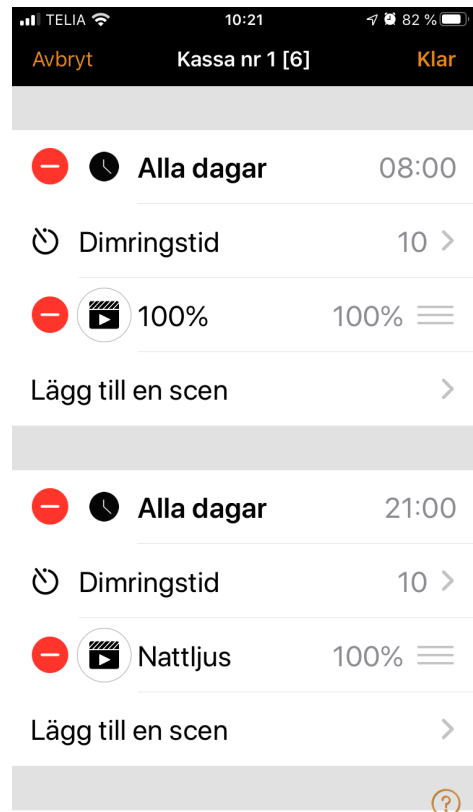 TELIA 10:21 82 %
Avbryt Kassa nr 1 [6] Klar
Alla dagar 08:00
Dimringstid 10
100% 100%
Lägg till en scen
Alla dagar 21:00
Dimringstid 10
Nattljus 100%
Lägg till en scen
?